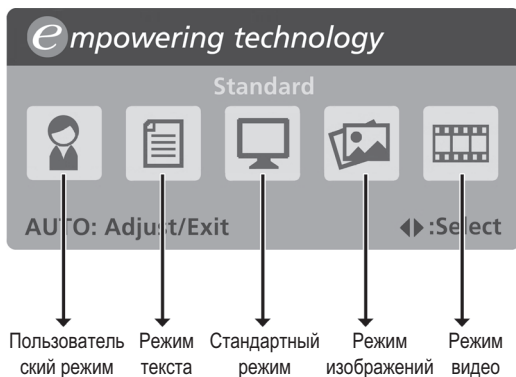 empowering technology
Standard
AUTO: Adjust/Exit
:Select
Пользователь Режим Стандартный Режим Режим
ский режим текста режим изображений видео